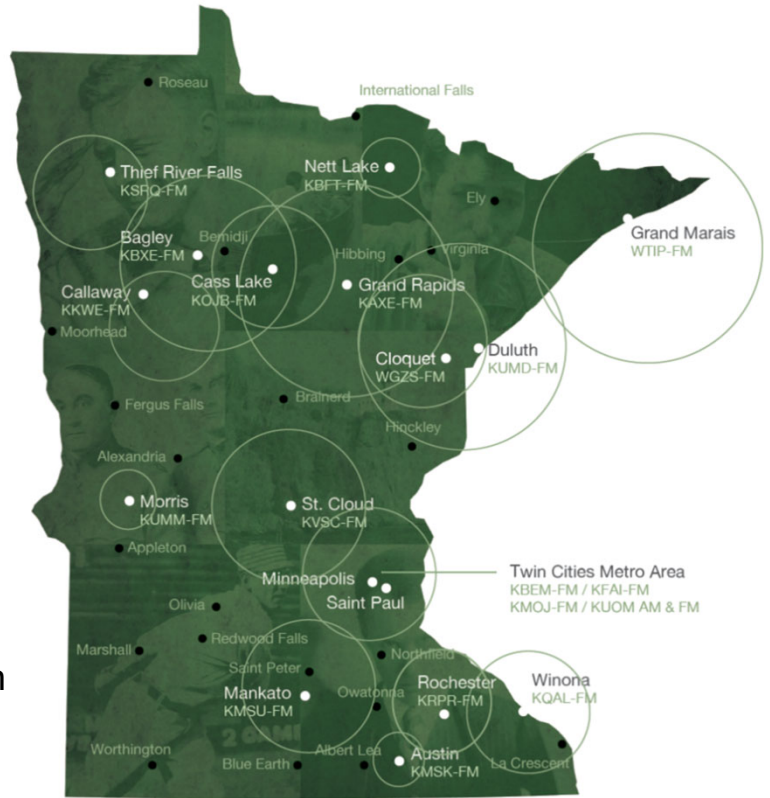 Roseau
International Falls
Thief River Falls
KSRQ-FM
Nett Lake
KBFT-FM
Ely
Grand Marais
WTIP-FM
Bagley
KBXE-FM
Bemidji
Hibbing
Virginia
Cass Lake
KOJB-FM
Grand Rapids
KAXE-FM
Callaway
KKWE-FM
Moorhead
Cloquet
WGZS-FM
Duluth
KUMD-FM
Fergus Falls
Brainerd
Hinckley
Alexandria
Morris
KUMM-FM
St. Cloud
KVSC-FM
Appleton
Minneapolis
Saint Paul
Twin Cities Metro Area
KBEM-FM / KFAI-FM
KMOJ-FM / KUOM AM & FM
Olivia
Redwood Falls
Marshall
Saint Peter
Northfield
Mankato
KMSU-FM
Owatonna
Rochester
KRPR-FM
Winona
KQAL-FM
Worthington
Blue Earth
Albert Lea
Austin
KMSK-FM
La Crescent
2 GAM
n